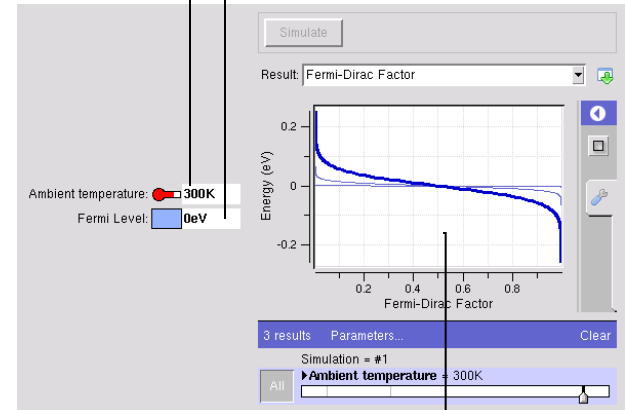 Simulate
Result: Fermi-Dirac Factor
0.2
0
-0.2
Energy (eV)
0.2 0.4 0.6 0.8
Fermi-Dirac Factor
Ambient temperature: 300K
Fermi Level: 0eV
3 results Parameters... Clear
Simulation = #1
All Ambient temperature = 300K